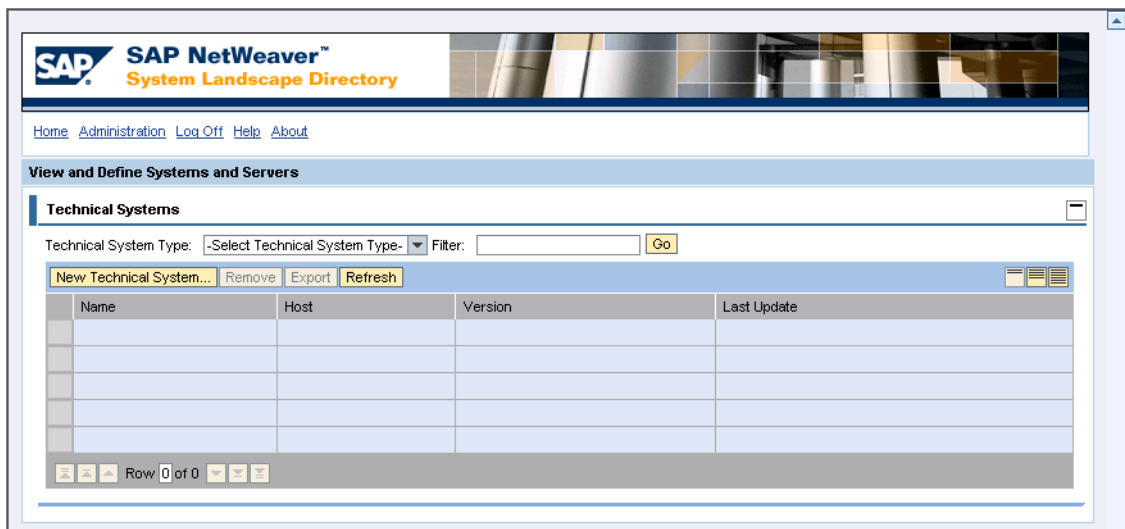 SAP NetWeaver™
System Landscape Directory
Home Administration Log Off Help About
View and Define Systems and Servers
Technical Systems
Technical System Type: -Select Technical System Type- Filter: Go
New Technical System... Remove Export Refresh
Name Host Version Last Update
Row 0 of 0